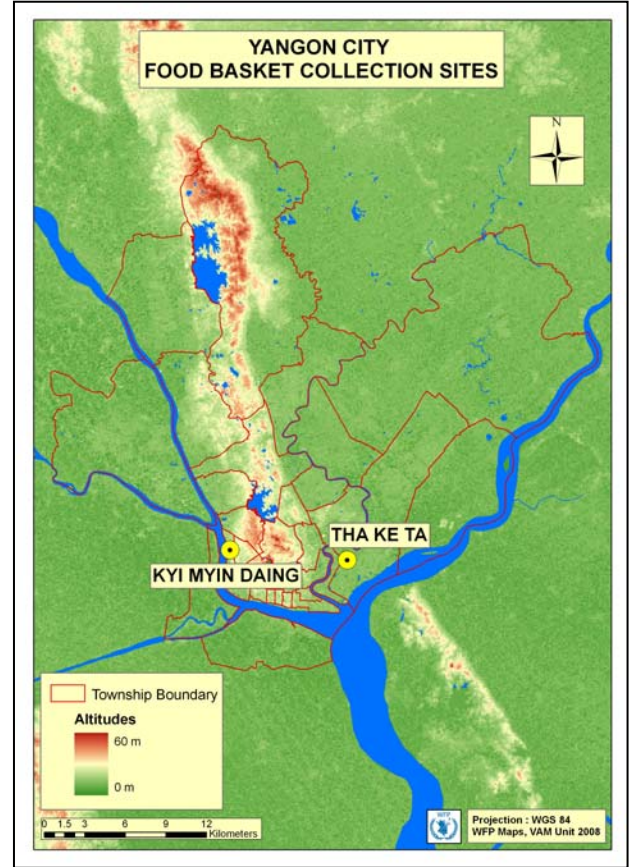 YANGON CITY
FOOD BASKET COLLECTION SITES
N
THA KE TA
KYI MYIN DAING
Township Boundary
Altitudes
60 m
0 m
0 1.5 3 6 9 12
Kilometers
WFP
Projection : WGS 84
WFP Maps, VAM Unit 2008